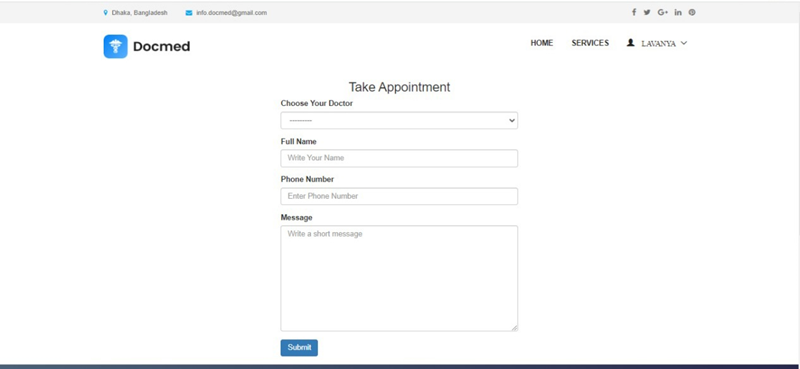 Dhaka, Bangladesh info.docmed@gmail.com
Docmed HOME SERVICES LAVANYA
Take Appointment
Choose Your Doctor
---------
Full Name
Write Your Name
Phone Number
Enter Phone Number
Message
Write a short message
Submit